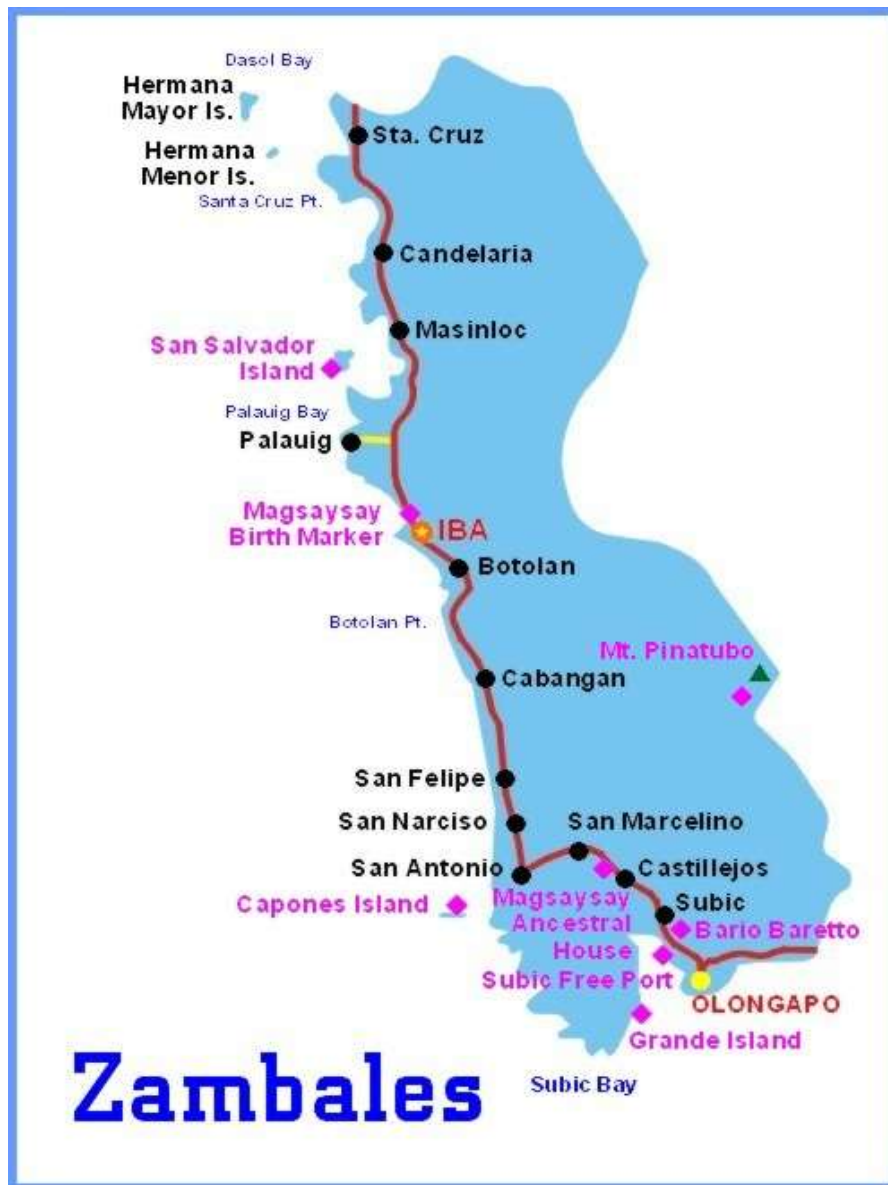 Dasol Bay
Hermana
Mayor Is.
Sta. Cruz
Hermana
Menor Is.
Santa Cruz Pt.
Candelaria
Masinloc
San Salvador
Island
Palauig Bay
Palauig
Magsaysay
Birth Marker
IBA
Botolan
Botolan Pt.
Mt. Pinatubo
Cabangan
San Felipe
San Narciso
San Marcelino
San Antonio
Castillejos
Capones Island
Magsaysay
Ancestral
House
Subic
Bario Baretto
Subic Free Port
OLONGAPO
Grande Island
Subic Bay
Zambales